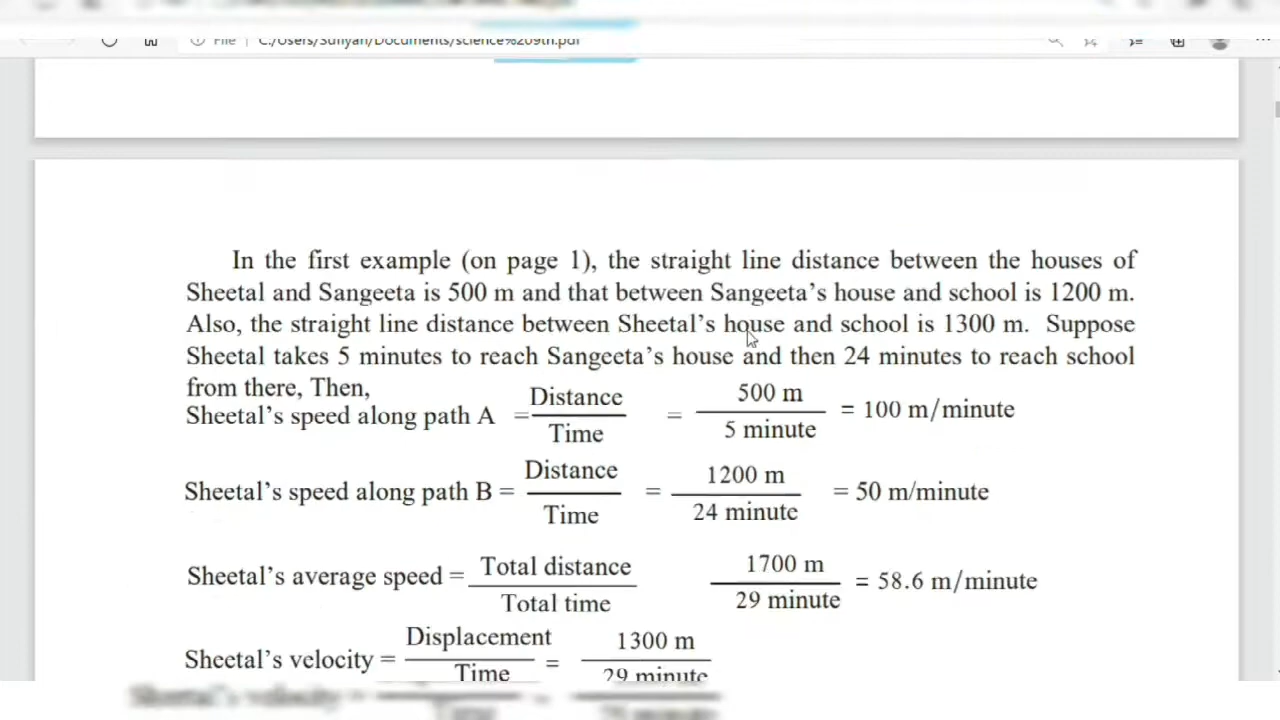 File | C:/Users/Sufiyan/Documents/science%209th.pdf
In the first example (on page 1), the straight line distance between the houses of
Sheetal and Sangeeta is 500 m and that between Sangeeta's house and school is 1200 m.
Also, the straight line distance between Sheetal's house and school is 1300 m. Suppose
Sheetal takes 5 minutes to reach Sangeeta's house and then 24 minutes to reach school
from there, Then,
Sheetal's speed along path A = Distance / Time = 500 m / 5 minute = 100 m/minute
Sheetal's speed along path B = Distance / Time = 1200 m / 24 minute = 50 m/minute
Sheetal's average speed = Total distance / Total time 1700 m / 29 minute = 58.6 m/minute
Sheetal's velocity = Displacement / Time = 1300 m / 29 minute